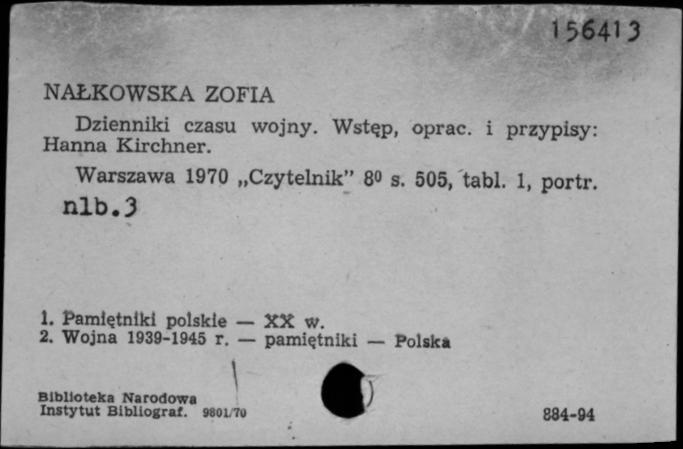 156413
NAŁKOWSKA ZOFIA
Dzienniki czasu wojny. Wstęp, oprac. i przypisy:
Hanna Kirchner.
Warszawa 1970 „Czytelnik” 8⁰ s. 505, tabl. 1, portr.
nlb.3
1. Pamiętniki polskie — XX w.
2. Wojna 1939-1945 r. — pamiętniki — Polska
Biblioteka Narodowa
Instytut Bibliograf. 9801/70
884-94